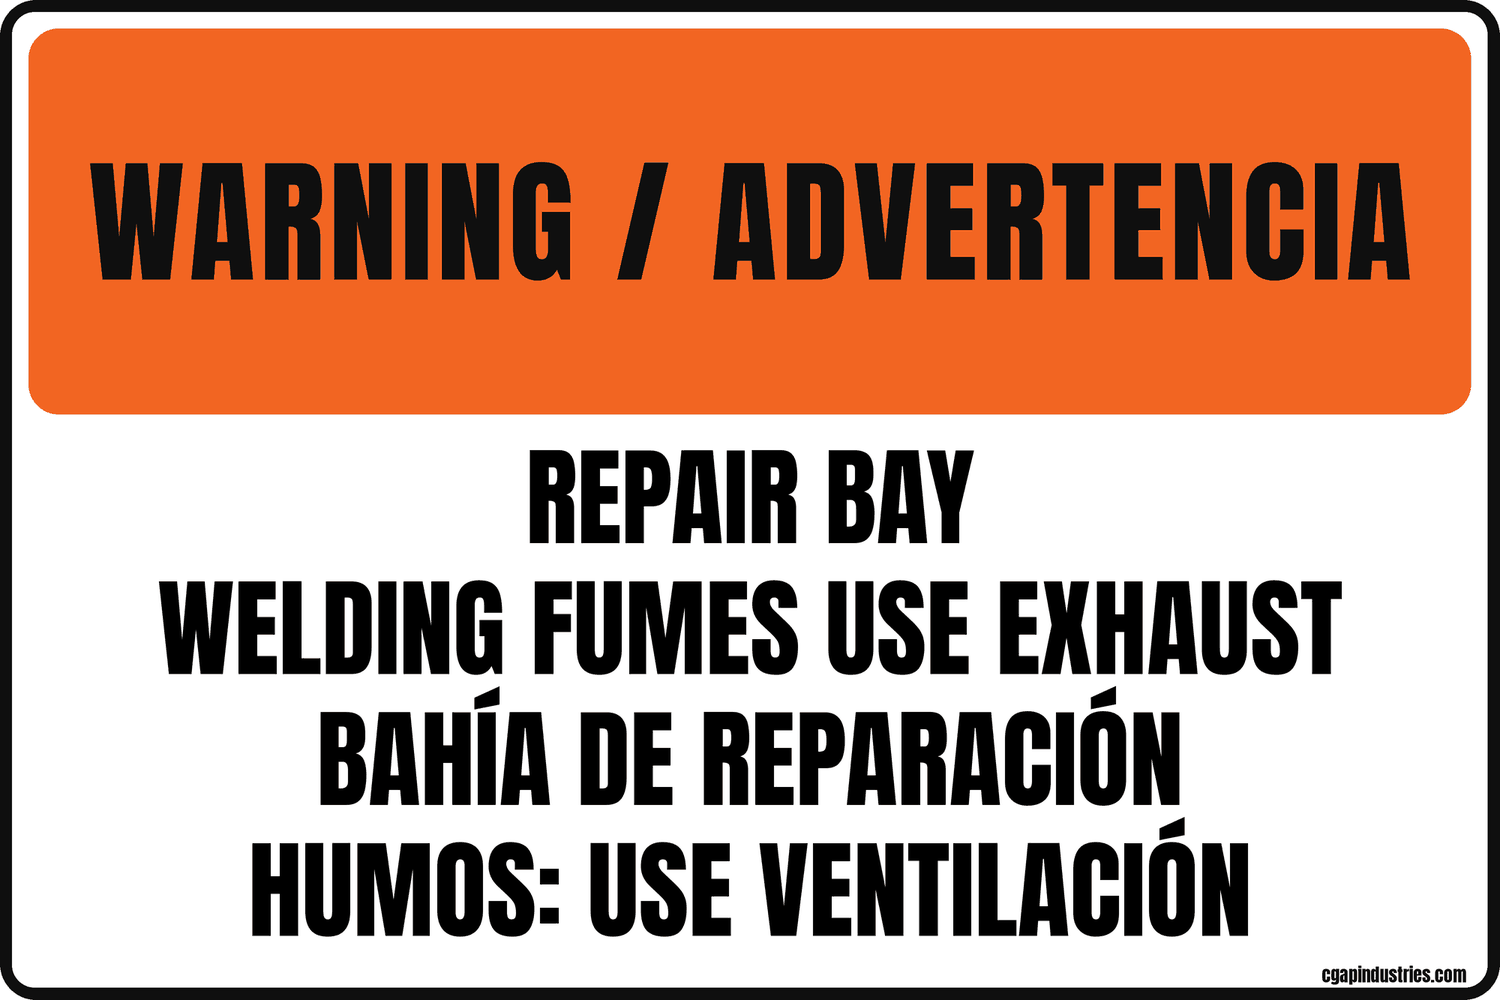 WARNING / ADVERTENCIA
REPAIR BAY
WELDING FUMES USE EXHAUST
BAHÍA DE REPARACIÓN
HUMOS: USE VENTILACIÓN
cgapindustries.com